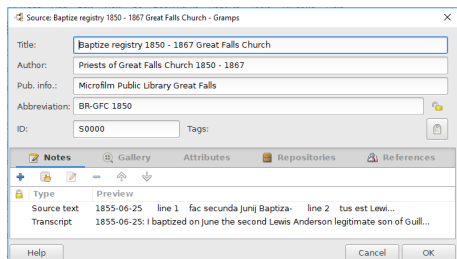 Source: Baptize registry 1850 - 1867 Great Falls Church - Gramps
Title: Baptize registry 1850 - 1867 Great Falls Church
Author: Priests of Great Falls Church 1850 - 1867
Pub. info.: Microfilm Public Library Great Falls
Abbreviation: BR-GFC 1850
ID: S0000 Tags:
Notes Gallery Attributes Repositories References
Type Preview
Source text 1855-06-25 line 1 fac secunda Junij Baptiza- line 2 tus est Lewi...
Transcript 1855-06-25: I baptized on June the second Lewis Anderson legitimate son of Guill...
Help Cancel OK